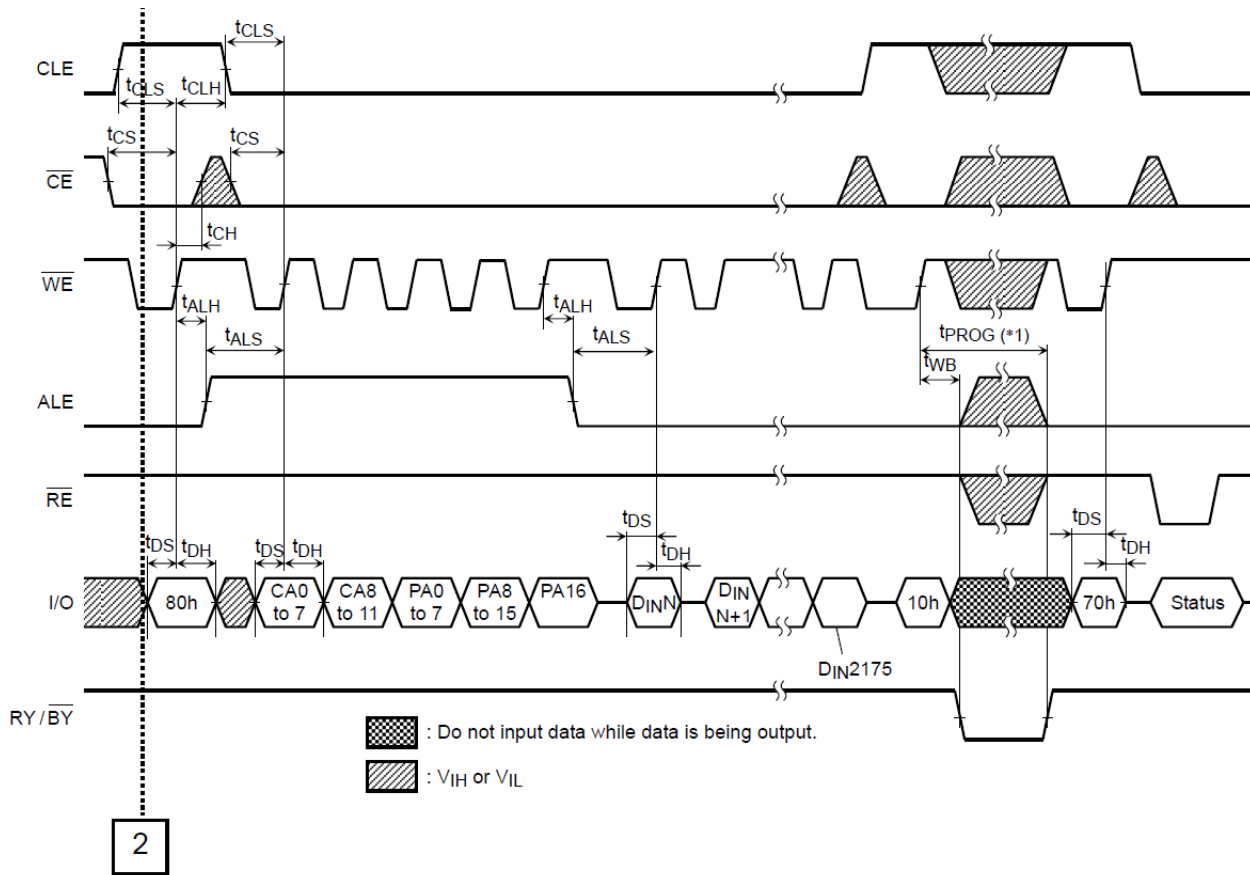 tCLS
CLE
tCLS tCLH
tCS tCS
CE
tCH
WE
tALH tALH
tALS tALS
tPROG (*1)
tWB
ALE
RE
tDS tDH tDS tDH tDS tDH tDS tDH
I/O 80h CA0 to 7 CA8 to 11 PA0 to 7 PA8 to 15 PA16 DINN DIN N+1 10h 70h Status
DIN2175
RY / BY
: Do not input data while data is being output.
: VIH or VIL
2